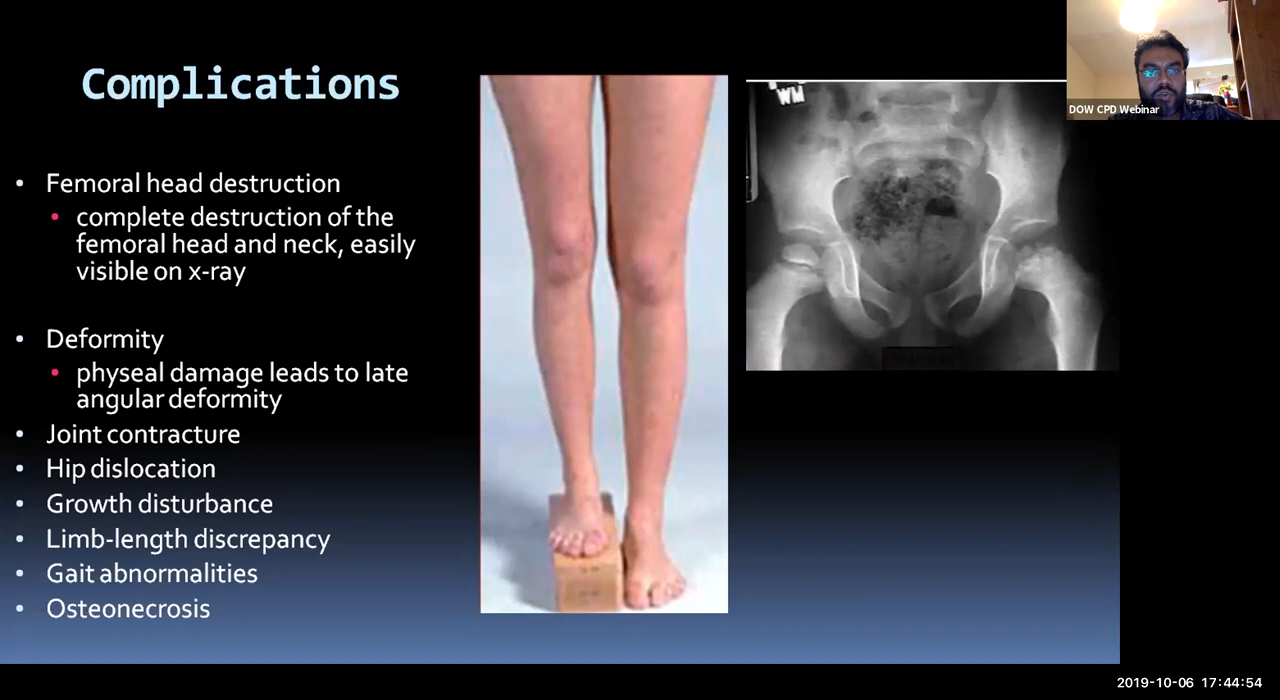 Complications
• Femoral head destruction
• complete destruction of the
femoral head and neck, easily
visible on x-ray
• Deformity
• physeal damage leads to late
angular deformity
• Joint contracture
• Hip dislocation
• Growth disturbance
• Limb-length discrepancy
• Gait abnormalities
• Osteonecrosis
WM
DOW CPD Webinar
2019-10-06 17:44:54